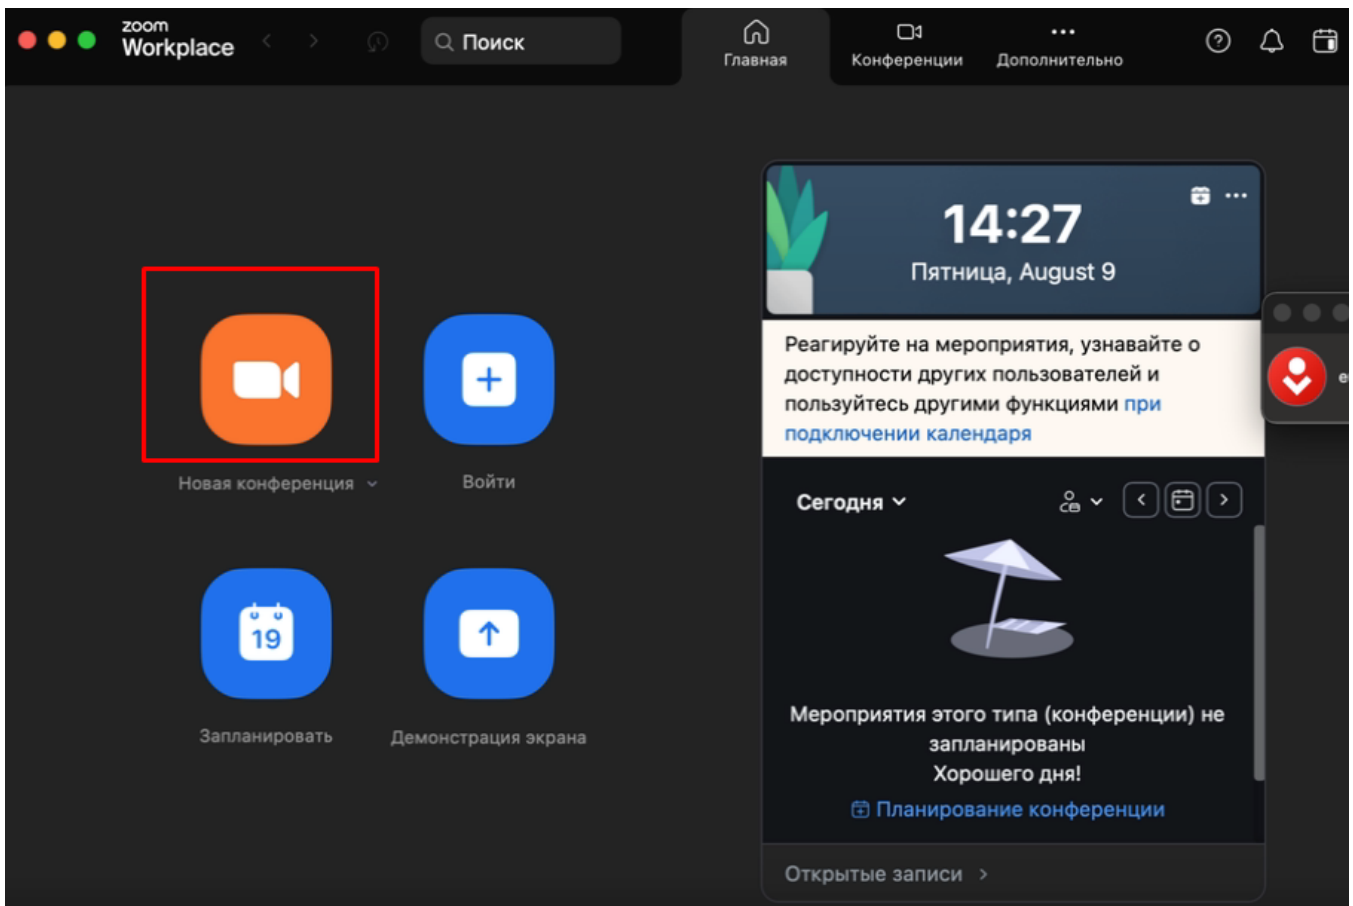 zoom
Workplace
Поиск
Главная
Конференции
Дополнительно
14:27
Пятница, August 9
Реагируйте на мероприятия, узнавайте о
доступности других пользователей и
пользуйтесь другими функциями при
подключении календаря
Новая конференция
Войти
Сегодня
19
Запланировать
Демонстрация экрана
Мероприятия этого типа (конференции) не
запланированы
Хорошего дня!
Планирование конференции
Открытые записи